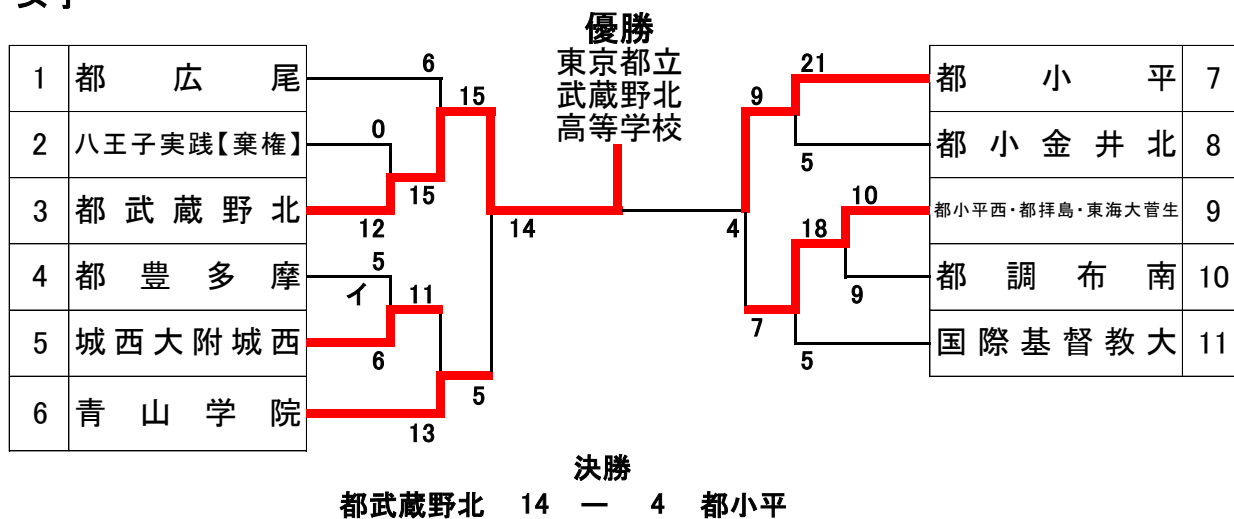 優勝
東京都立
武蔵野北
高等学校
1 都広尾
2 八王子実践【棄権】
3 都武蔵野北
4 都豊多摩
5 城西大附城西
6 青山学院
6
15
0
15
12
5
イ
11
6
5
13
14
4
21
9
5
10
18
9
7
5
都小平 7
都小金井北 8
都小平西・都拝島・東海大菅生 9
都調布南 10
国際基督教大 11
決勝
都武蔵野北 14 ― 4 都小平